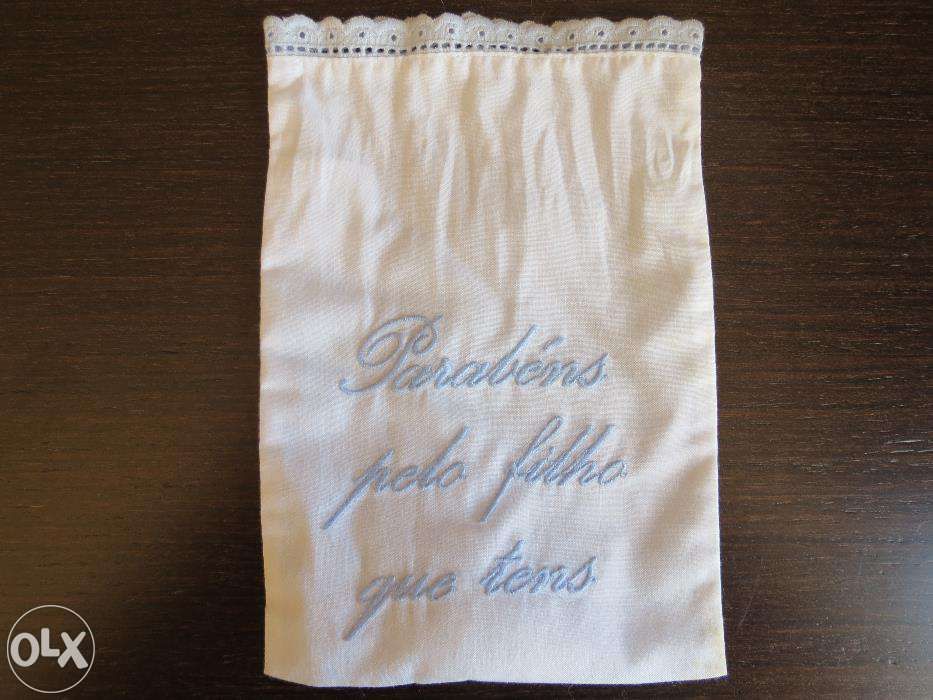 Parabéns
pelo filho
que tens
OLX